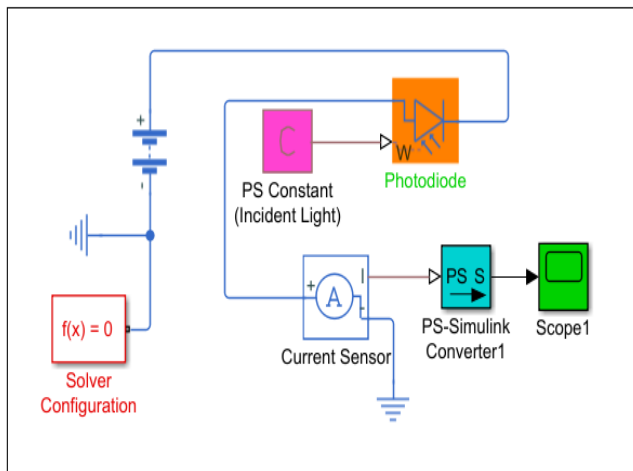 +
-
C
W
PS Constant
(Incident Light)
Photodiode
f(x) = 0
Solver
Configuration
+
A
I
-
Current Sensor
PS S
PS-Simulink
Converter1
Scope1